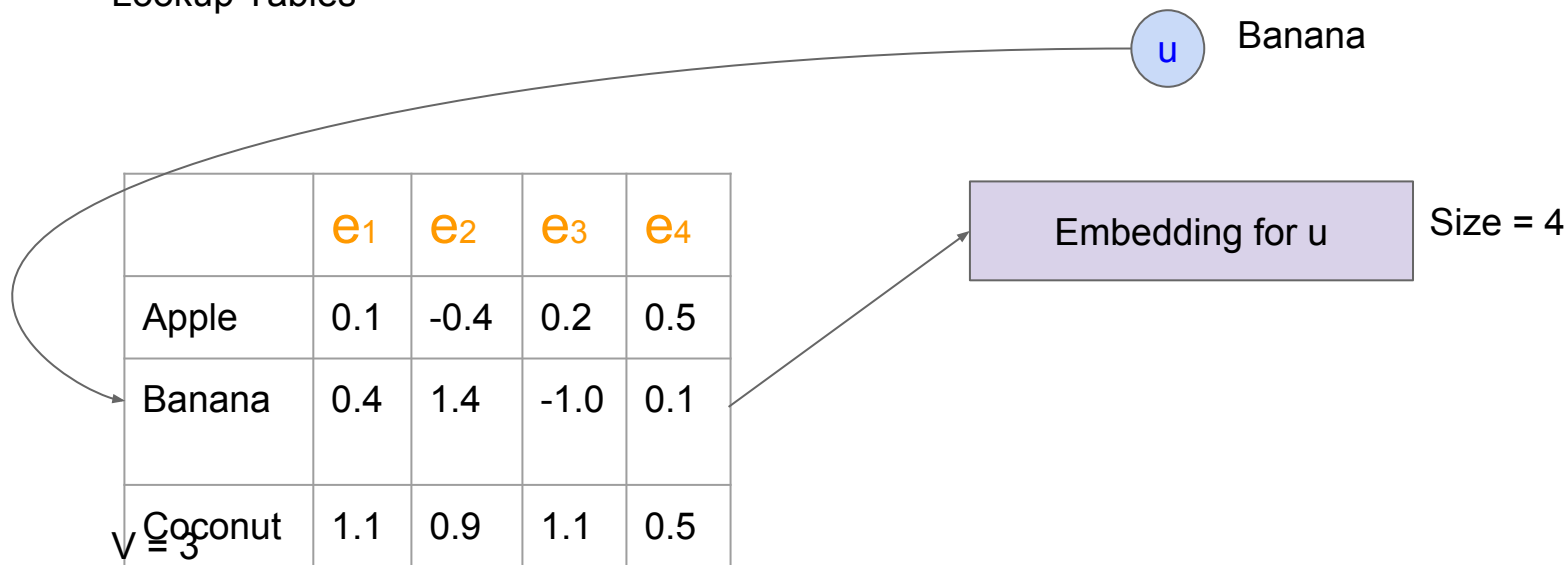 Lookup Tables
u Banana
e1 e2 e3 e4
Embedding for u Size = 4
Apple 0.1 -0.4 0.2 0.5
Banana 0.4 1.4 -1.0 0.1
Coconut 1.1 0.9 1.1 0.5
V = 3